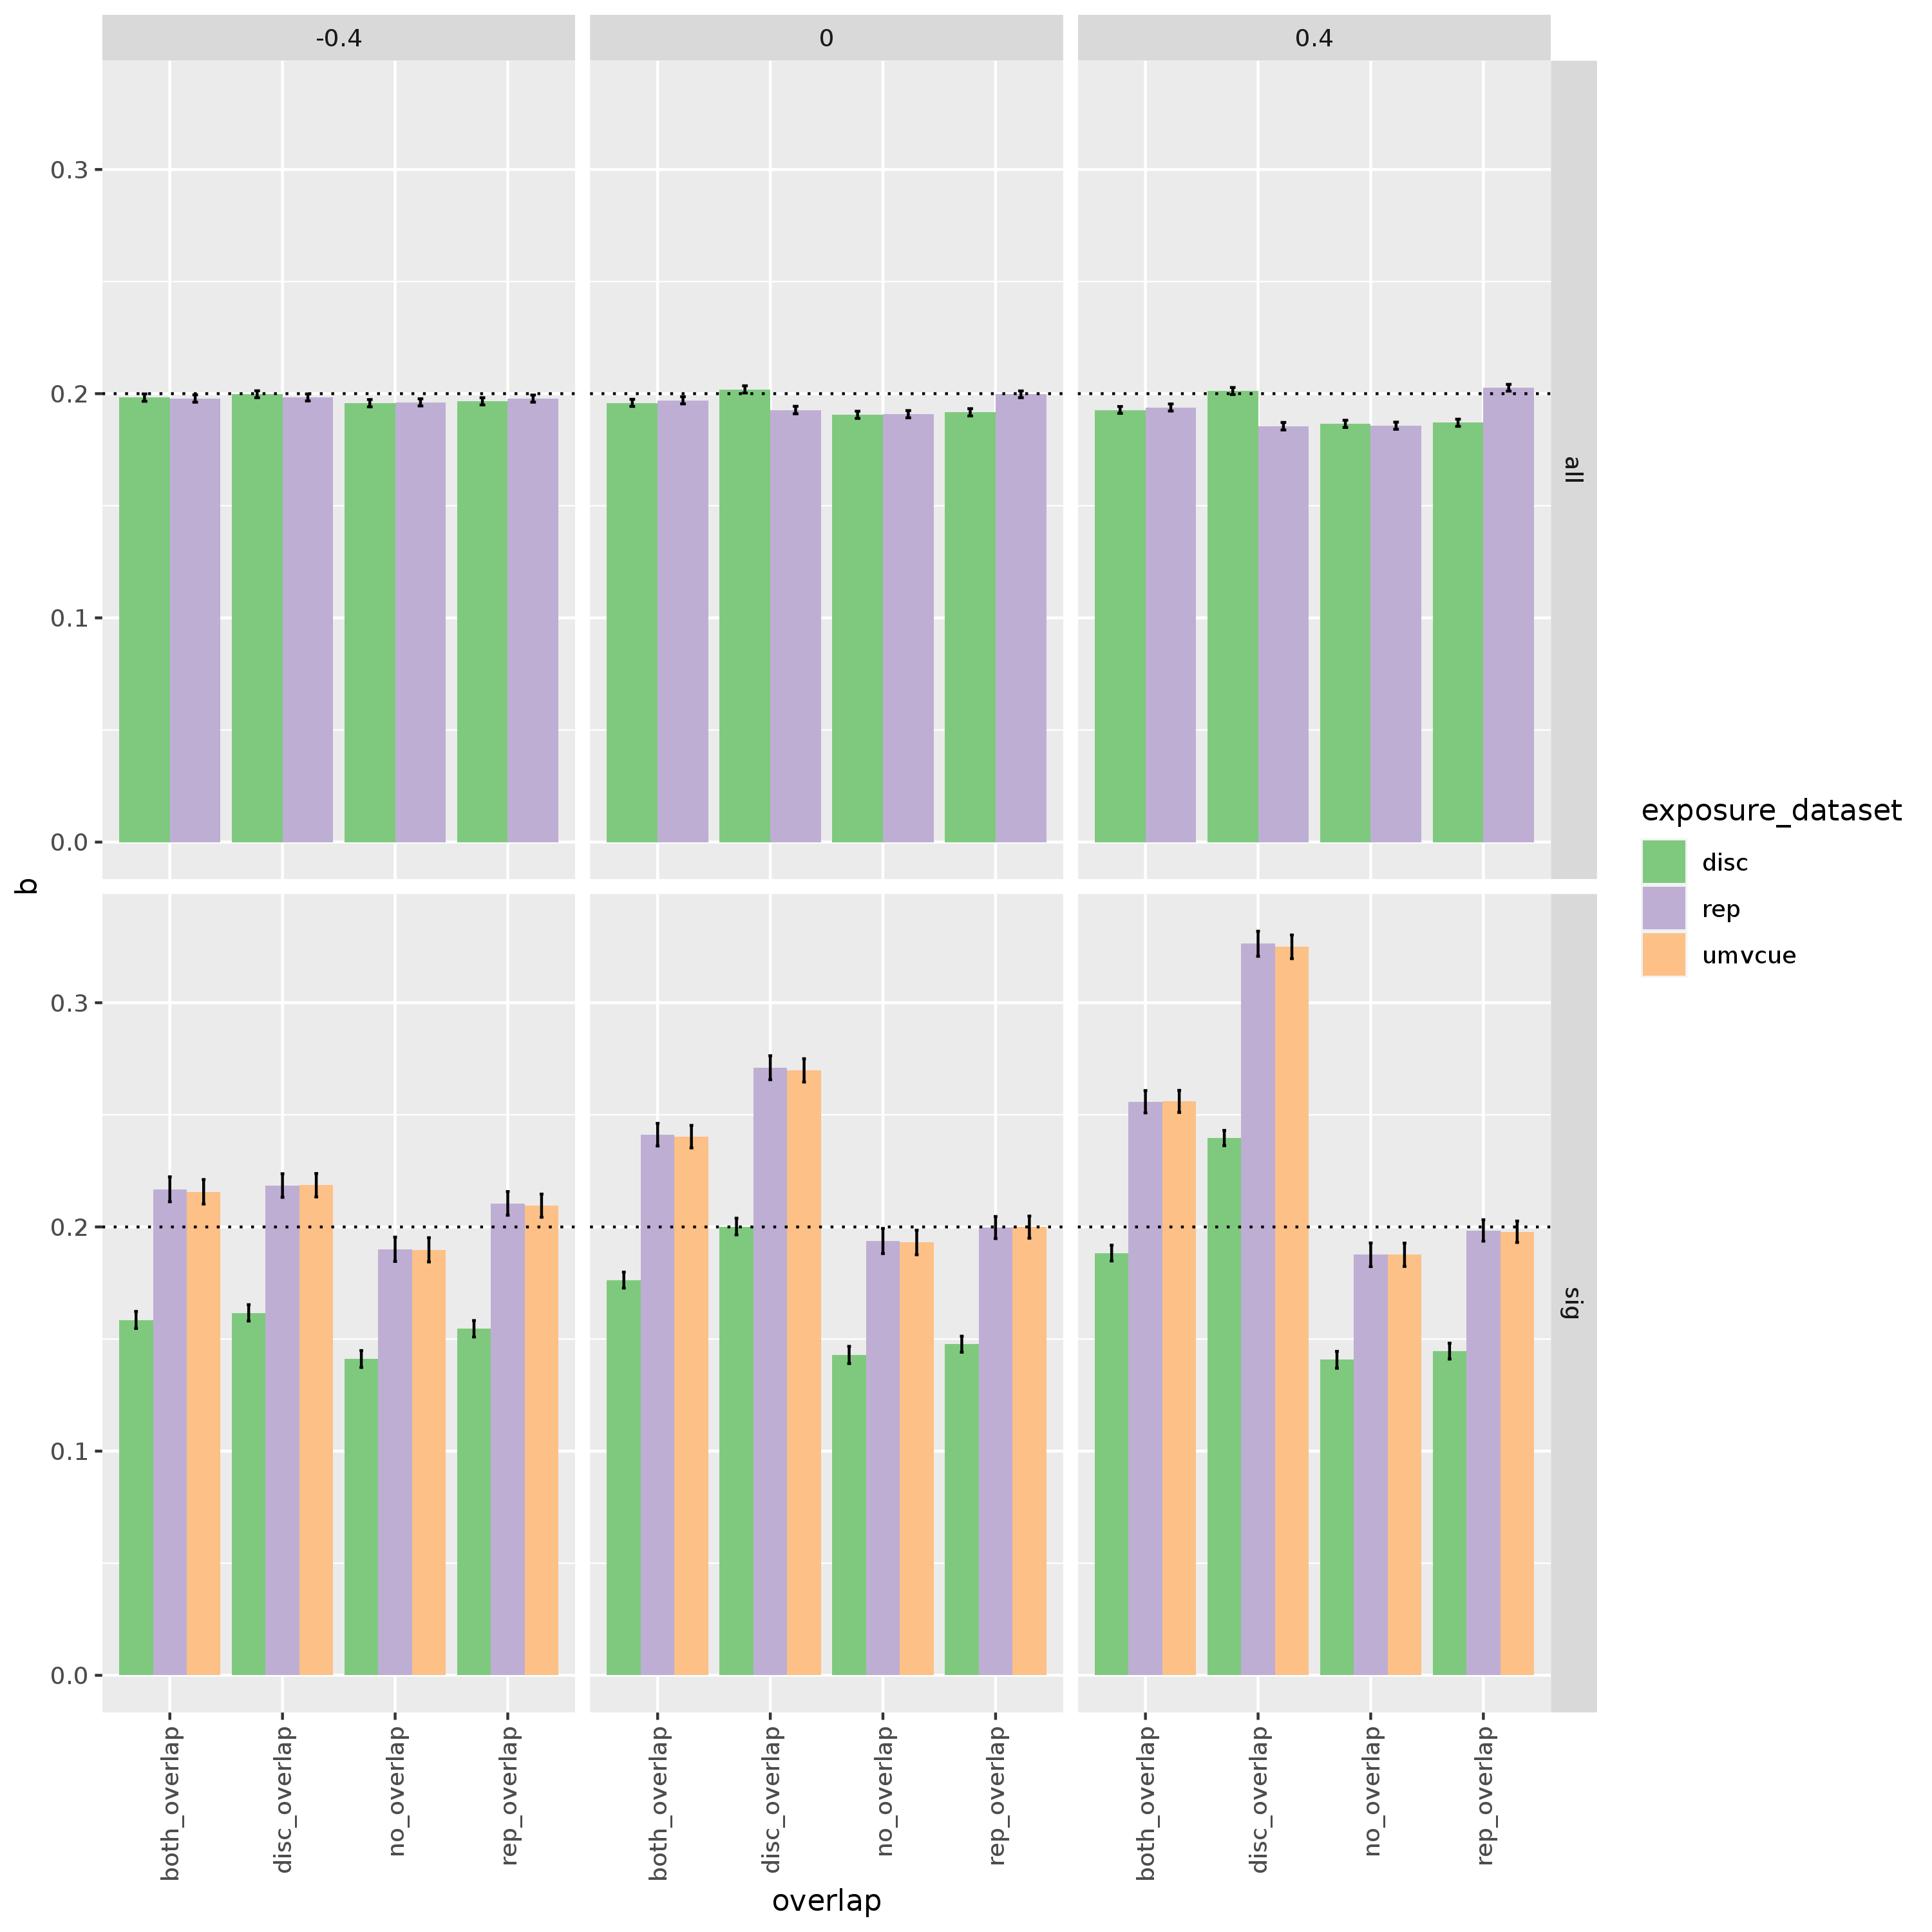 -0.4
0
0.4
0.3
0.2
0.1
0.0
all
b
0.3
0.2
0.1
0.0
sig
both_overlap
disc_overlap
no_overlap
rep_overlap
both_overlap
disc_overlap
no_overlap
rep_overlap
both_overlap
disc_overlap
no_overlap
rep_overlap
overlap
exposure_dataset
disc
rep
umvcue